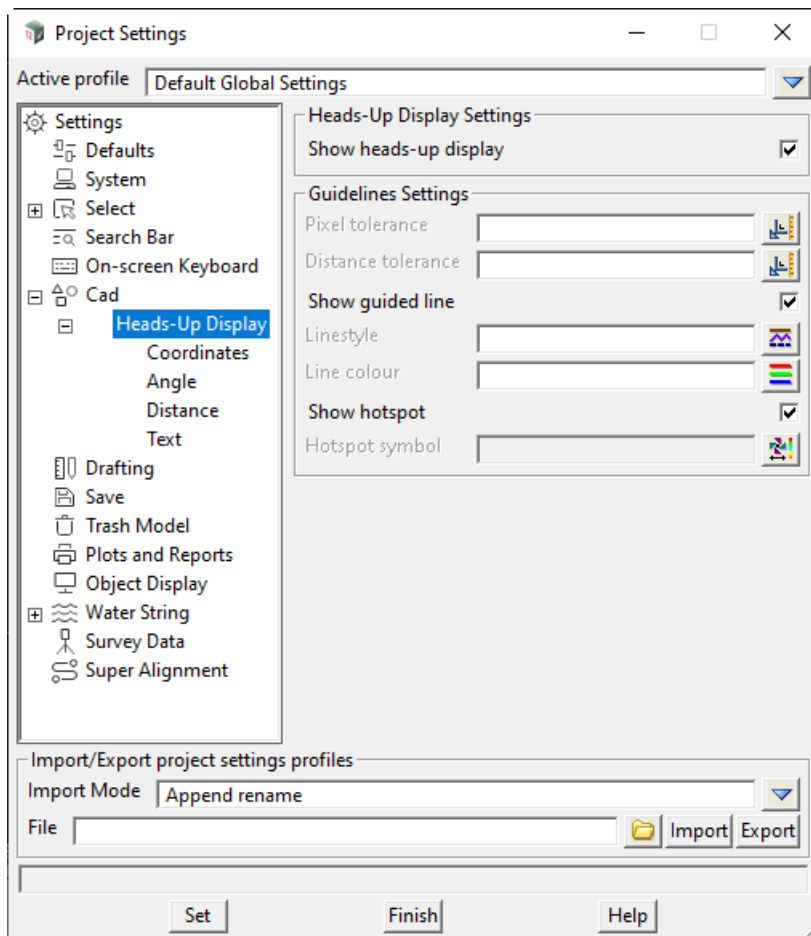 Project Settings
Active profile Default Global Settings
Settings
Defaults
System
Select
Search Bar
On-screen Keyboard
Cad
Heads-Up Display
Coordinates
Angle
Distance
Text
Drafting
Save
Trash Model
Plots and Reports
Object Display
Water String
Survey Data
Super Alignment
Heads-Up Display Settings
Show heads-up display
Guidelines Settings
Pixel tolerance
Distance tolerance
Show guided line
Linestyle
Line colour
Show hotspot
Hotspot symbol
Import/Export project settings profiles
Import Mode Append rename
File Import Export
Set Finish Help